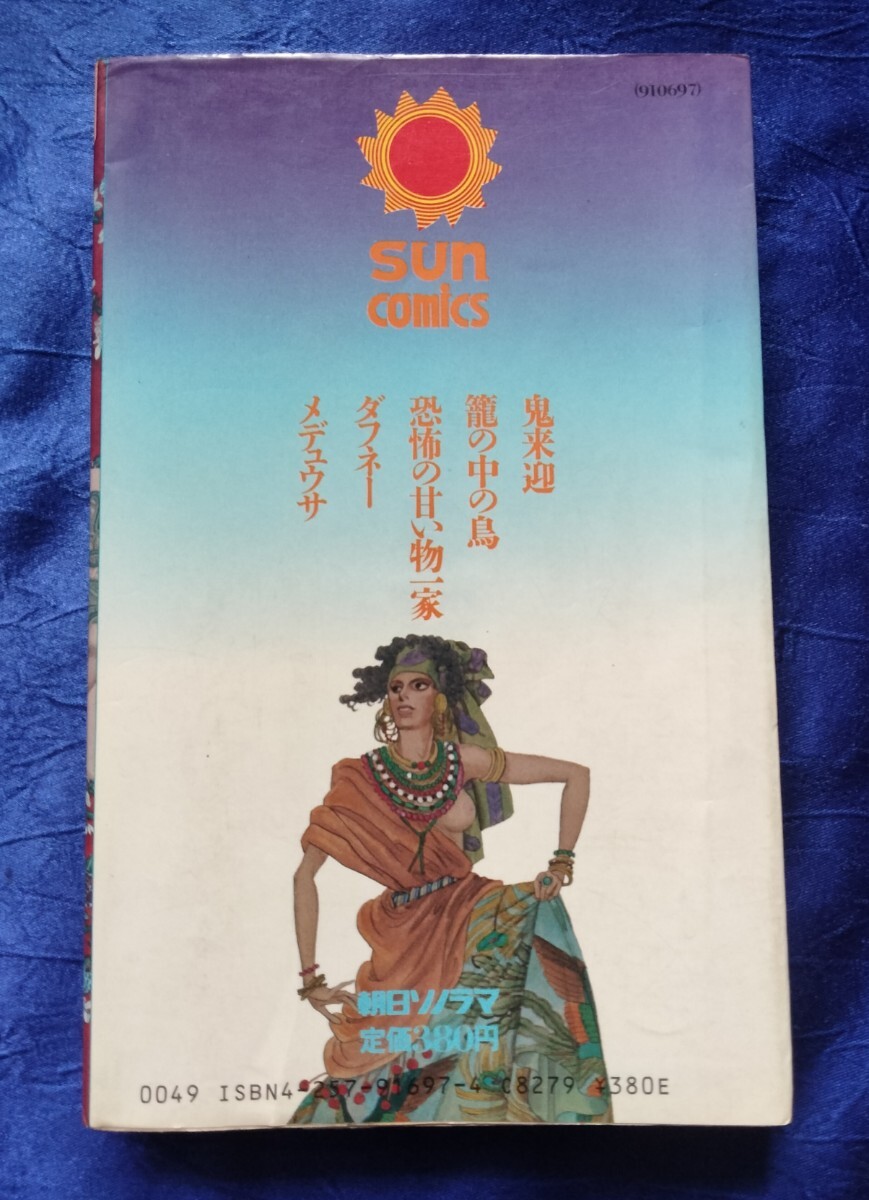 (910697)
sun
comics
鬼来迎
籠の中の鳥
恐怖の甘い物一家
ダフネー
メデュウサ
朝日ソノラマ
定価380円
0049 ISBN4-257-91697-4 C8279 ¥380E